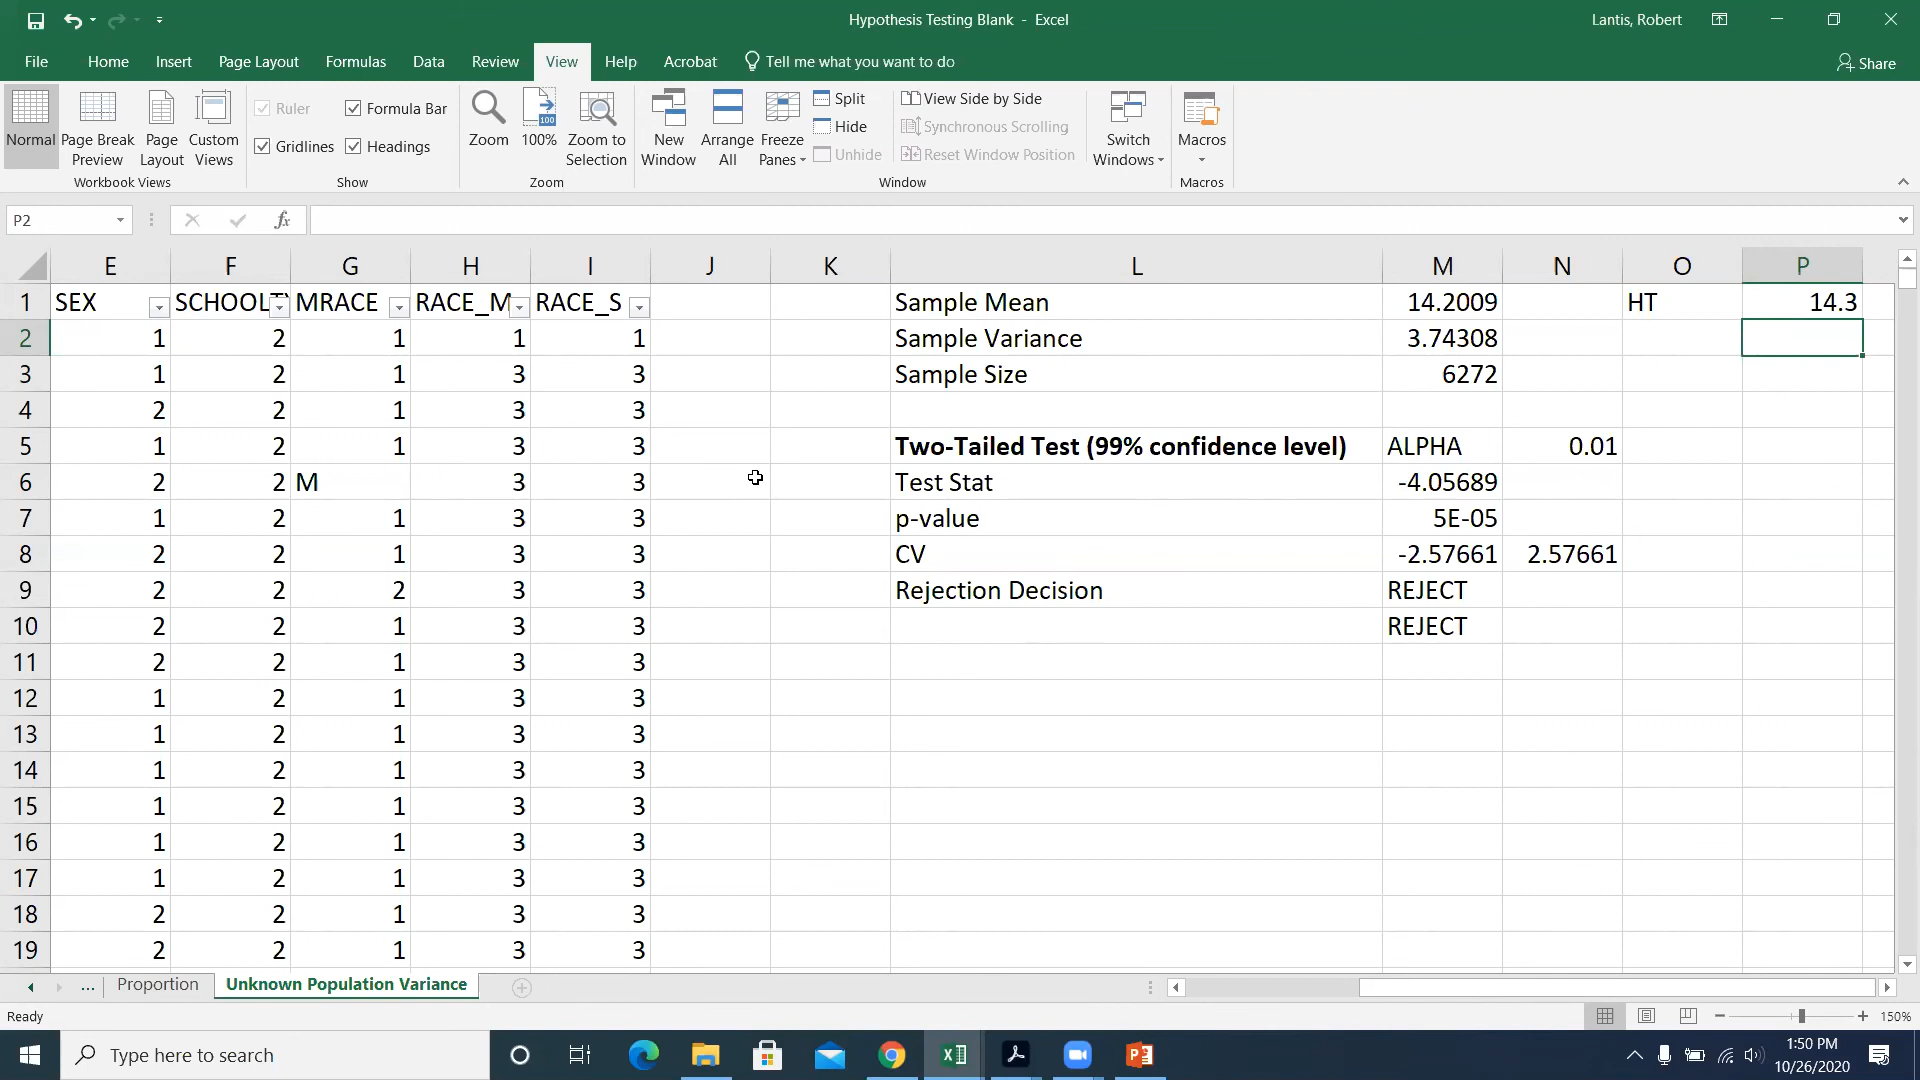 Hypothesis Testing Blank - Excel
Lantis, Robert
File Home Insert Page Layout Formulas Data Review View Help Acrobat Tell me what you want to do Share
Normal Page Break Preview Page Layout Custom Views
Workbook Views
Ruler Formula Bar
Gridlines Headings
Show
Zoom 100% Zoom to Selection
100
Zoom
New Window Arrange All Freeze Panes
Split
Hide
Unhide
View Side by Side
Synchronous Scrolling
Reset Window Position
Switch Windows
Window
Macros
Macros
P2 fx
E F G H I J K L M N O P
1 SEX SCHOOLT MRACE RACE_M RACE_S Sample Mean 14.2009 HT 14.3
2 1 2 1 1 1 Sample Variance 3.74308
3 1 2 1 3 3 Sample Size 6272
4 2 2 1 3 3
5 1 2 1 3 3 Two-Tailed Test (99% confidence level) ALPHA 0.01
6 2 2 M 3 3 Test Stat -4.05689
7 1 2 1 3 3 p-value 5E-05
8 2 2 1 3 3 CV -2.57661 2.57661
9 2 2 2 3 3 Rejection Decision REJECT
10 2 2 1 3 3 REJECT
11 2 2 1 3 3
12 1 2 1 3 3
13 1 2 1 3 3
14 1 2 1 3 3
15 1 2 1 3 3
16 1 2 1 3 3
17 1 2 1 3 3
18 2 2 1 3 3
19 2 2 1 3 3
... Proportion Unknown Population Variance
Ready 150%
Type here to search
1:50 PM
10/26/2020